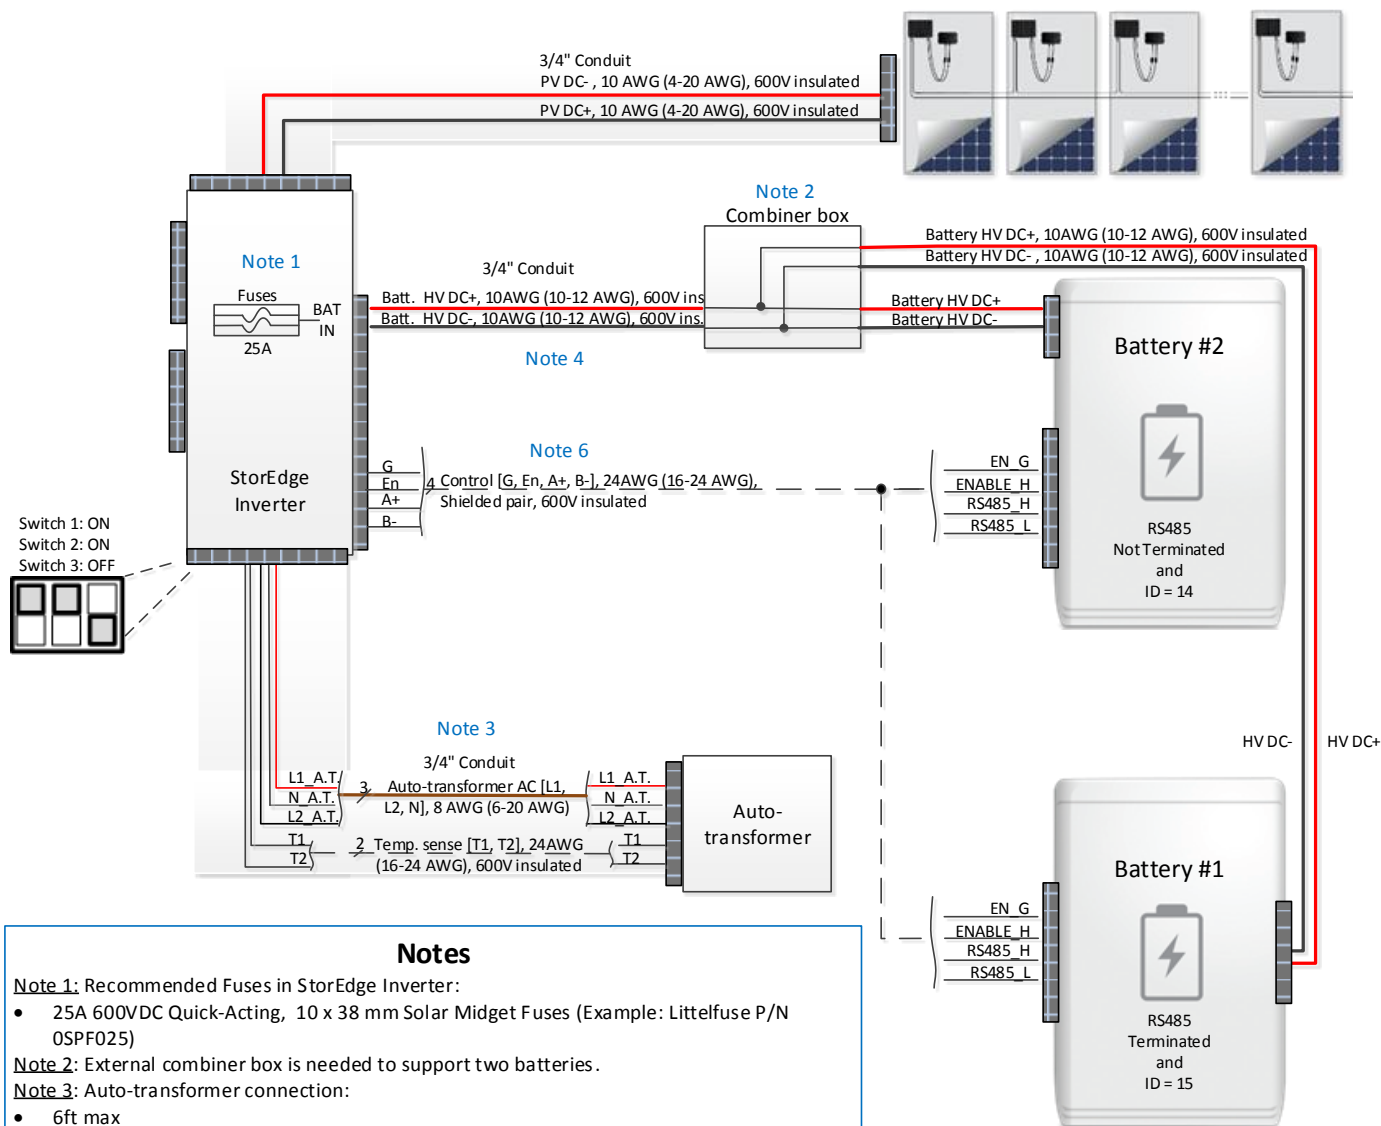 3/4" Conduit
PV DC- , 10 AWG (4-20 AWG), 600V insulated
PV DC+, 10 AWG (4-20 AWG), 600V insulated
Note 2
Combiner box
Battery HV DC+, 10AWG (10-12 AWG), 600V insulated
Battery HV DC- , 10AWG (10-12 AWG), 600V insulated
Note 1
Fuses
BAT
IN
25A
3/4" Conduit
Batt. HV DC+, 10AWG (10-12 AWG), 600V ins
Batt. HV DC-, 10AWG (10-12 AWG), 600V ins.
Battery HV DC+
Battery HV DC-
Note 4
Battery #2
StorEdge
Inverter
G
En
A+
B-
Note 6
4 Control [G, En, A+, B-], 24AWG (16-24 AWG),
Shielded pair, 600V insulated
EN_G
ENABLE_H
RS485_H
RS485_L
RS485
Not Terminated
and
ID = 14
Switch 1: ON
Switch 2: ON
Switch 3: OFF
Note 3
3/4" Conduit
L1_A.T.
N_A.T.
L2_A.T.
3 Auto-transformer AC [L1,
L2, N], 8 AWG (6-20 AWG)
L1_A.T.
N_A.T.
L2_A.T.
T1
T2
2 Temp. sense [T1, T2], 24AWG
(16-24 AWG), 600V insulated
T1
T2
Auto-
transformer
HV DC-
HV DC+
Battery #1
EN_G
ENABLE_H
RS485_H
RS485_L
RS485
Terminated
and
ID = 15
Notes
Note 1: Recommended Fuses in StorEdge Inverter:
• 25A 600VDC Quick-Acting, 10 x 38 mm Solar Midget Fuses (Example: Littelfuse P/N
0SPF025)
Note 2: External combiner box is needed to support two batteries.
Note 3: Auto-transformer connection:
• 6ft max